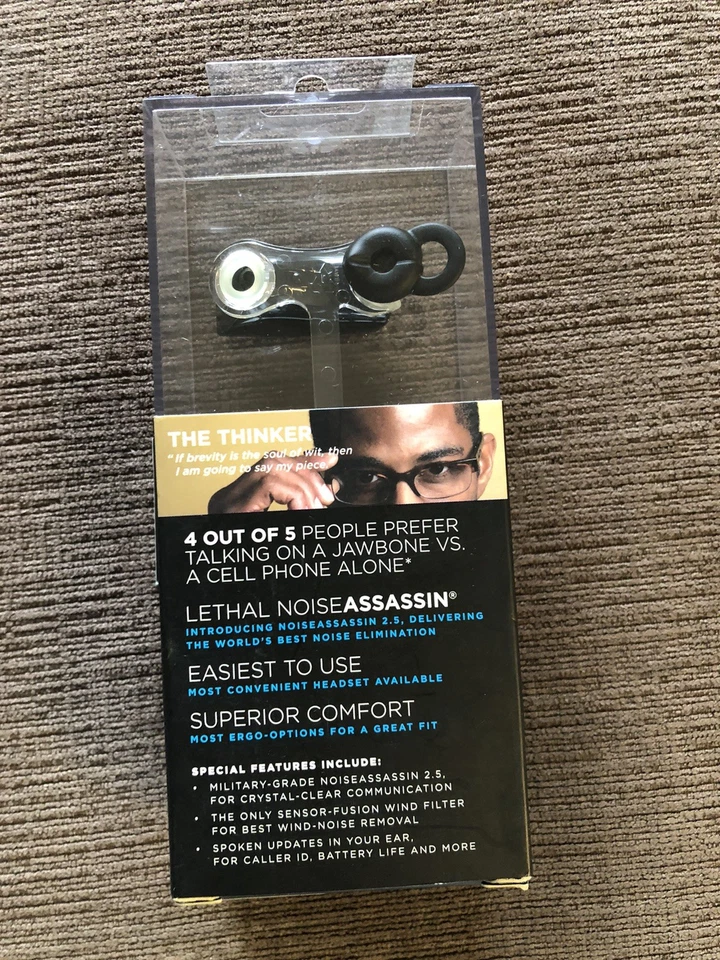 THE THINKER
"If brevity is the soul of wit, then
I am going to say my piece."
4 OUT OF 5 PEOPLE PREFER
TALKING ON A JAWBONE VS.
A CELL PHONE ALONE*
LETHAL NOISEASSASSIN®
INTRODUCING NOISEASSASSIN 2.5, DELIVERING
THE WORLD'S BEST NOISE ELIMINATION
EASIEST TO USE
MOST CONVENIENT HEADSET AVAILABLE
SUPERIOR COMFORT
MOST ERGO-OPTIONS FOR A GREAT FIT
SPECIAL FEATURES INCLUDE:
• MILITARY-GRADE NOISEASSASSIN 2.5,
FOR CRYSTAL-CLEAR COMMUNICATION
• THE ONLY SENSOR-FUSION WIND FILTER
FOR BEST WIND-NOISE REMOVAL
• SPOKEN UPDATES IN YOUR EAR,
FOR CALLER ID, BATTERY LIFE AND MORE